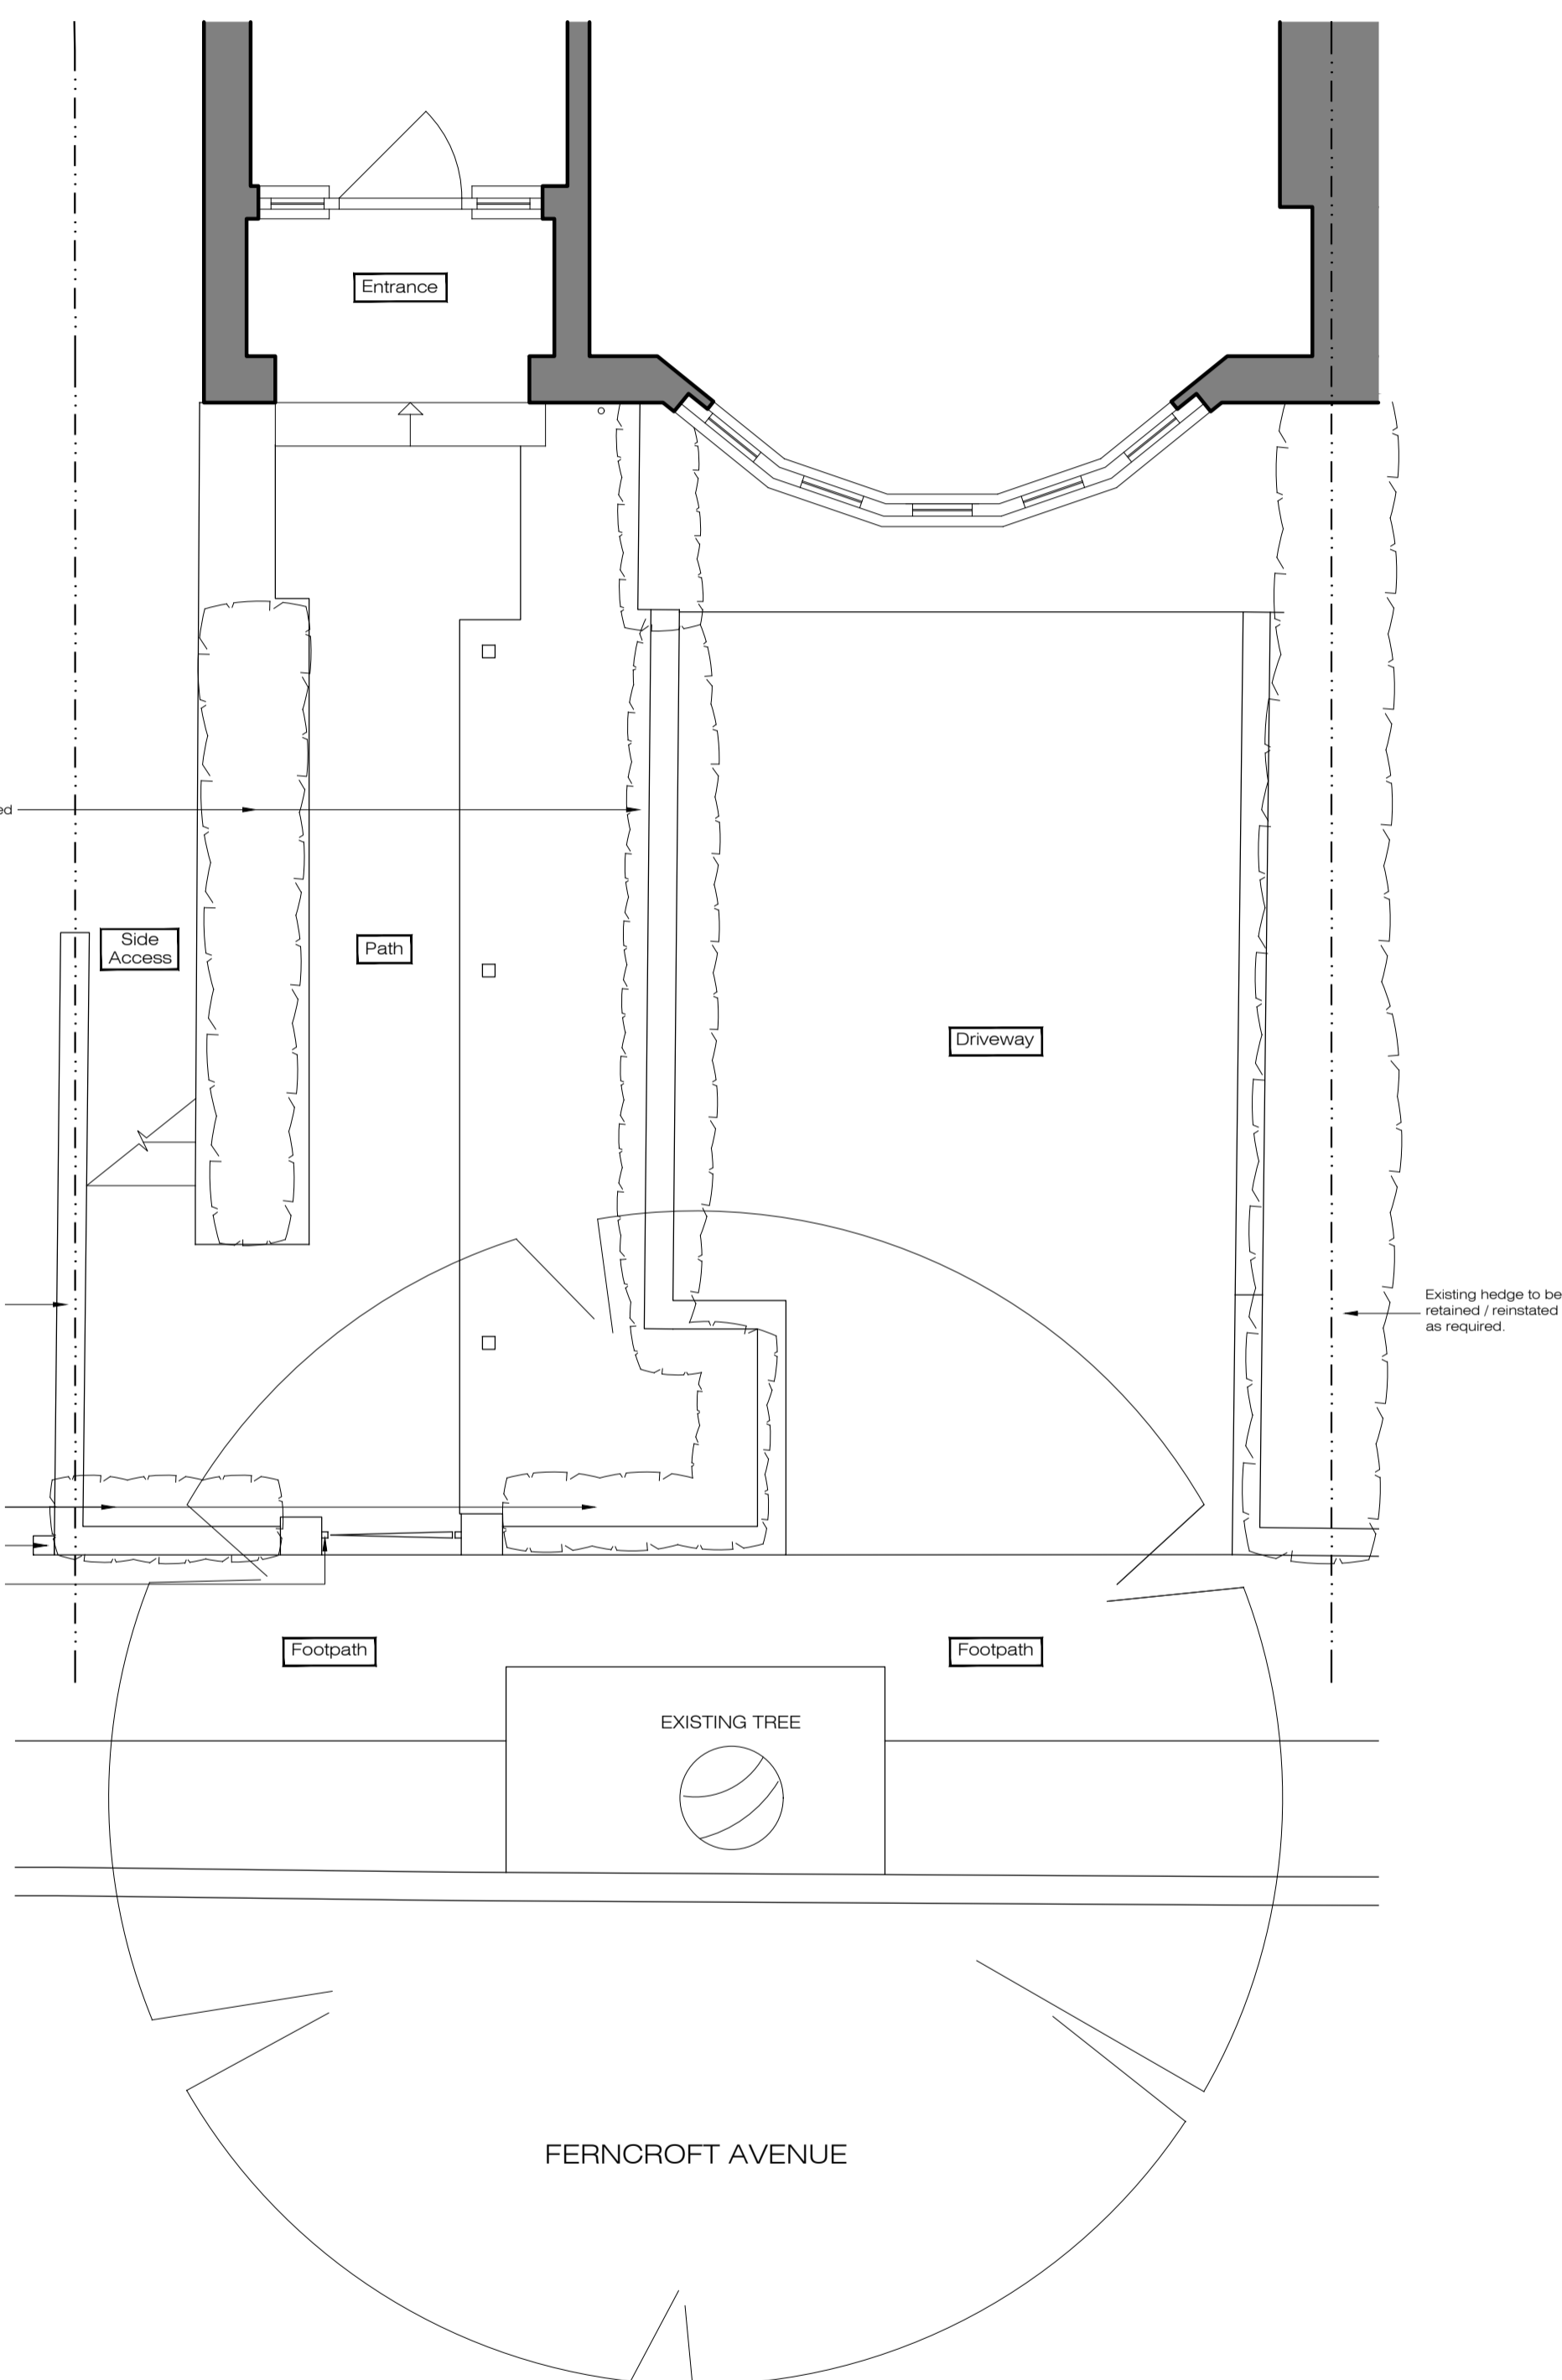 Entrance
ed
Side
Access
Path
Driveway
Existing hedge to be
retained / reinstated
as required.
Footpath
Footpath
EXISTING TREE
FERNCROFT AVENUE